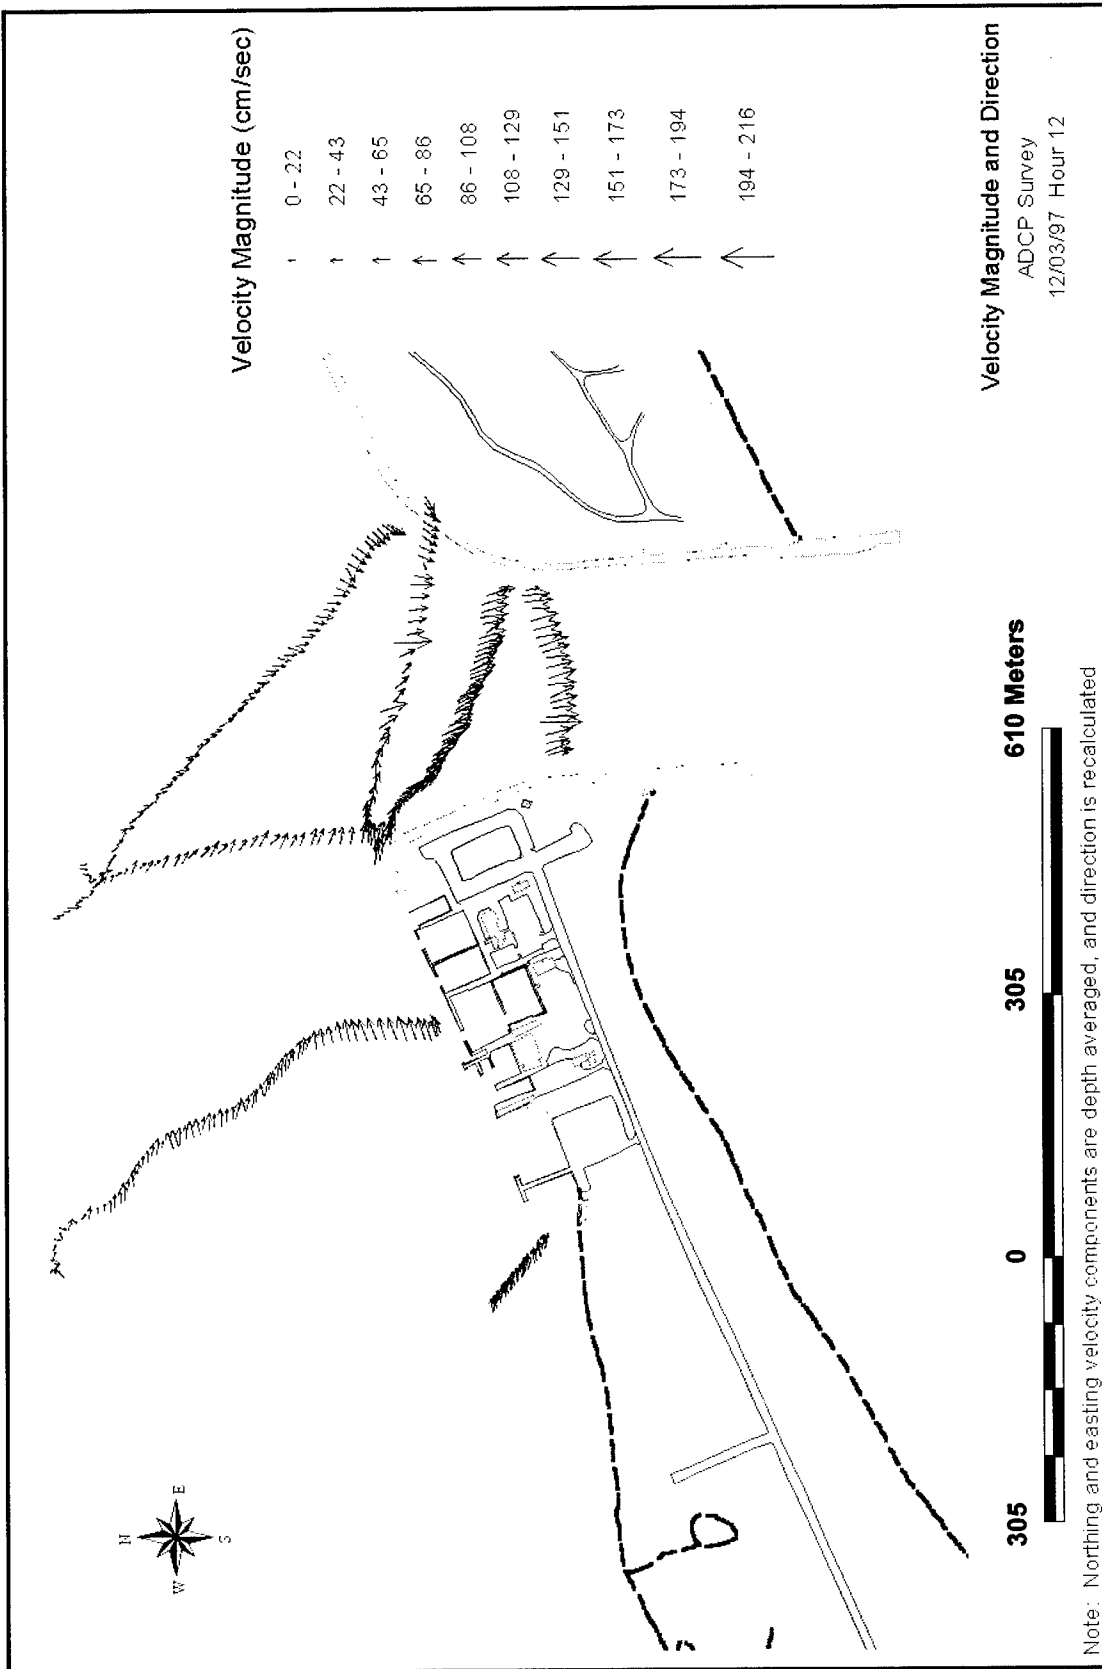 N
W E
S
Velocity Magnitude (cm/sec)
0 - 22
22 - 43
43 - 65
65 - 86
86 - 108
108 - 129
129 - 151
151 - 173
173 - 194
194 - 216
Velocity Magnitude and Direction
ADCP Survey
12/03/97 Hour 12
305 0 305 610 Meters
Note: Northing and easting velocity components are depth averaged, and direction is recalculated